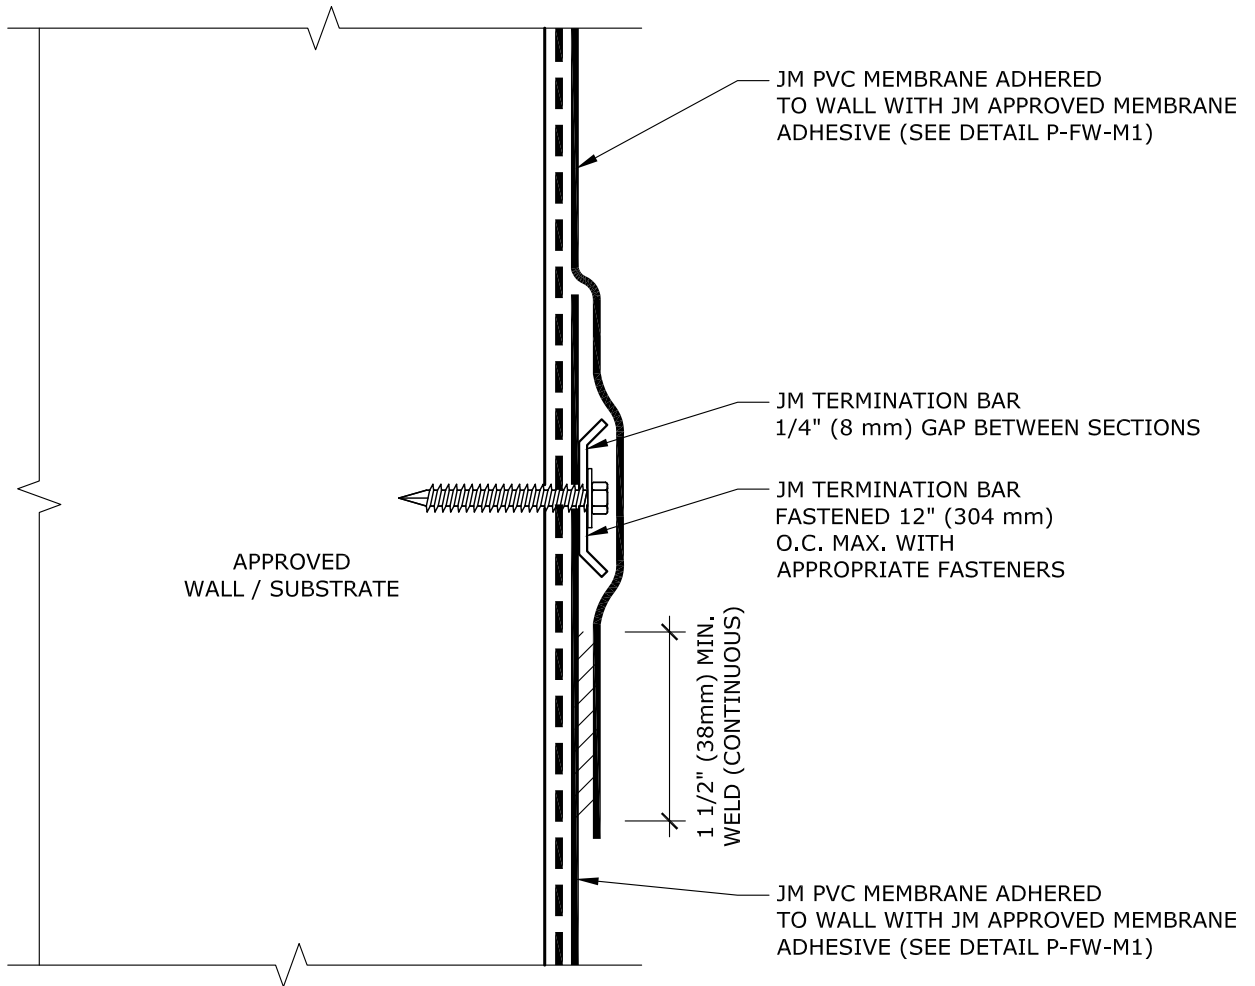 JM PVC MEMBRANE ADHERED
TO WALL WITH JM APPROVED MEMBRANE
ADHESIVE (SEE DETAIL P-FW-M1)
JM TERMINATION BAR
1/4" (8 mm) GAP BETWEEN SECTIONS
JM TERMINATION BAR
FASTENED 12" (304 mm)
O.C. MAX. WITH
APPROPRIATE FASTENERS
APPROVED
WALL / SUBSTRATE
1 1/2" (38mm) MIN.
WELD (CONTINUOUS)
JM PVC MEMBRANE ADHERED
TO WALL WITH JM APPROVED MEMBRANE
ADHESIVE (SEE DETAIL P-FW-M1)